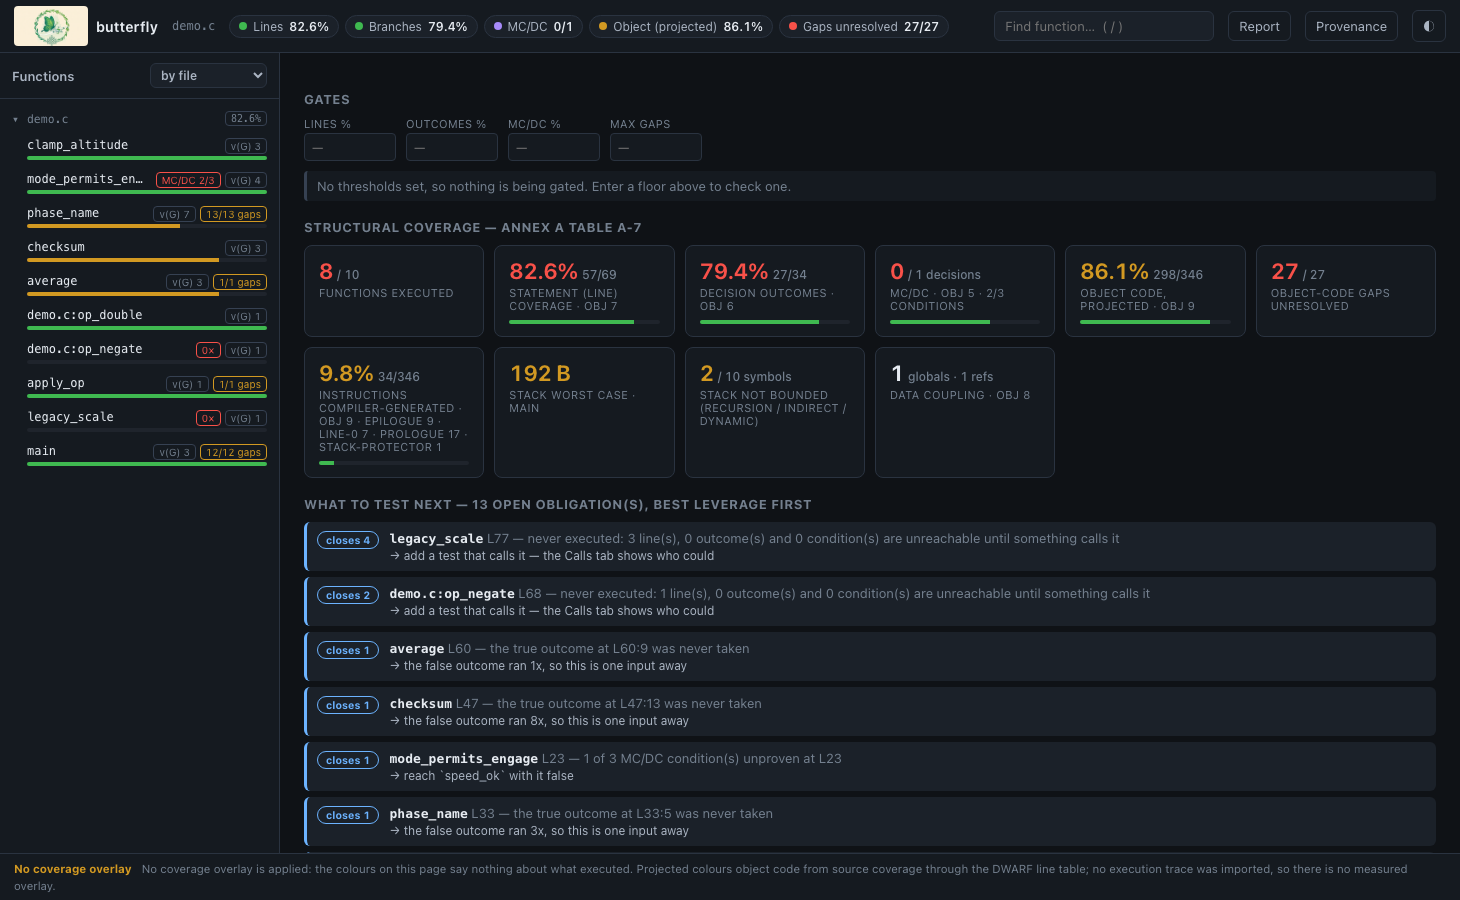 butterfly demo.c Lines 82.6% Branches 79.4% MC/DC 0/1 Object (projected) 86.1% Gaps unresolved 27/27 Find function... ( / ) Report Provenance
Functions by file
demo.c 82.6%
clamp_altitude v(G) 3
mode_permits_en… MC/DC 2/3 v(G) 4
phase_name v(G) 7 13/13 gaps
checksum v(G) 3
average v(G) 3 1/1 gaps
demo.c:op_double v(G) 1
demo.c:op_negate 0× v(G) 1
apply_op v(G) 1 1/1 gaps
legacy_scale 0× v(G) 1
main v(G) 3 12/12 gaps
GATES
LINES % OUTCOMES % MC/DC % MAX GAPS
— — — —
No thresholds set, so nothing is being gated. Enter a floor above to check one.
STRUCTURAL COVERAGE — ANNEX A TABLE A-7
8 / 10
FUNCTIONS EXECUTED
82.6% 57/69
STATEMENT (LINE)
COVERAGE · OBJ 7
79.4% 27/34
DECISION OUTCOMES ·
OBJ 6
0 / 1 decisions
MC/DC · OBJ 5 · 2/3
CONDITIONS
86.1% 298/346
OBJECT CODE,
PROJECTED · OBJ 9
27 / 27
OBJECT-CODE GAPS
UNRESOLVED
9.8% 34/346
INSTRUCTIONS
COMPILER-GENERATED ·
OBJ 9 · EPILOGUE 9 ·
LINE-0 7 · PROLOGUE 17 ·
STACK-PROTECTOR 1
192 B
STACK WORST CASE ·
MAIN
2 / 10 symbols
STACK NOT BOUNDED
(RECURSION / INDIRECT /
DYNAMIC)
1 globals · 1 refs
DATA COUPLING · OBJ 8
WHAT TO TEST NEXT — 13 OPEN OBLIGATION(S), BEST LEVERAGE FIRST
closes 4 legacy_scale L77 — never executed: 3 line(s), 0 outcome(s) and 0 condition(s) are unreachable until something calls it
→ add a test that calls it — the Calls tab shows who could
closes 2 demo.c:op_negate L68 — never executed: 1 line(s), 0 outcome(s) and 0 condition(s) are unreachable until something calls it
→ add a test that calls it — the Calls tab shows who could
closes 1 average L60 — the true outcome at L60:9 was never taken
→ the false outcome ran 1x, so this is one input away
closes 1 checksum L47 — the true outcome at L47:13 was never taken
→ the false outcome ran 8x, so this is one input away
closes 1 mode_permits_engage L23 — 1 of 3 MC/DC condition(s) unproven at L23
→ reach `speed_ok` with it false
closes 1 phase_name L33 — the true outcome at L33:5 was never taken
→ the false outcome ran 3x, so this is one input away
No coverage overlay No coverage overlay is applied: the colours on this page say nothing about what executed. Projected colours object code from source coverage through the DWARF line table; no execution trace was imported, so there is no measured
overlay.